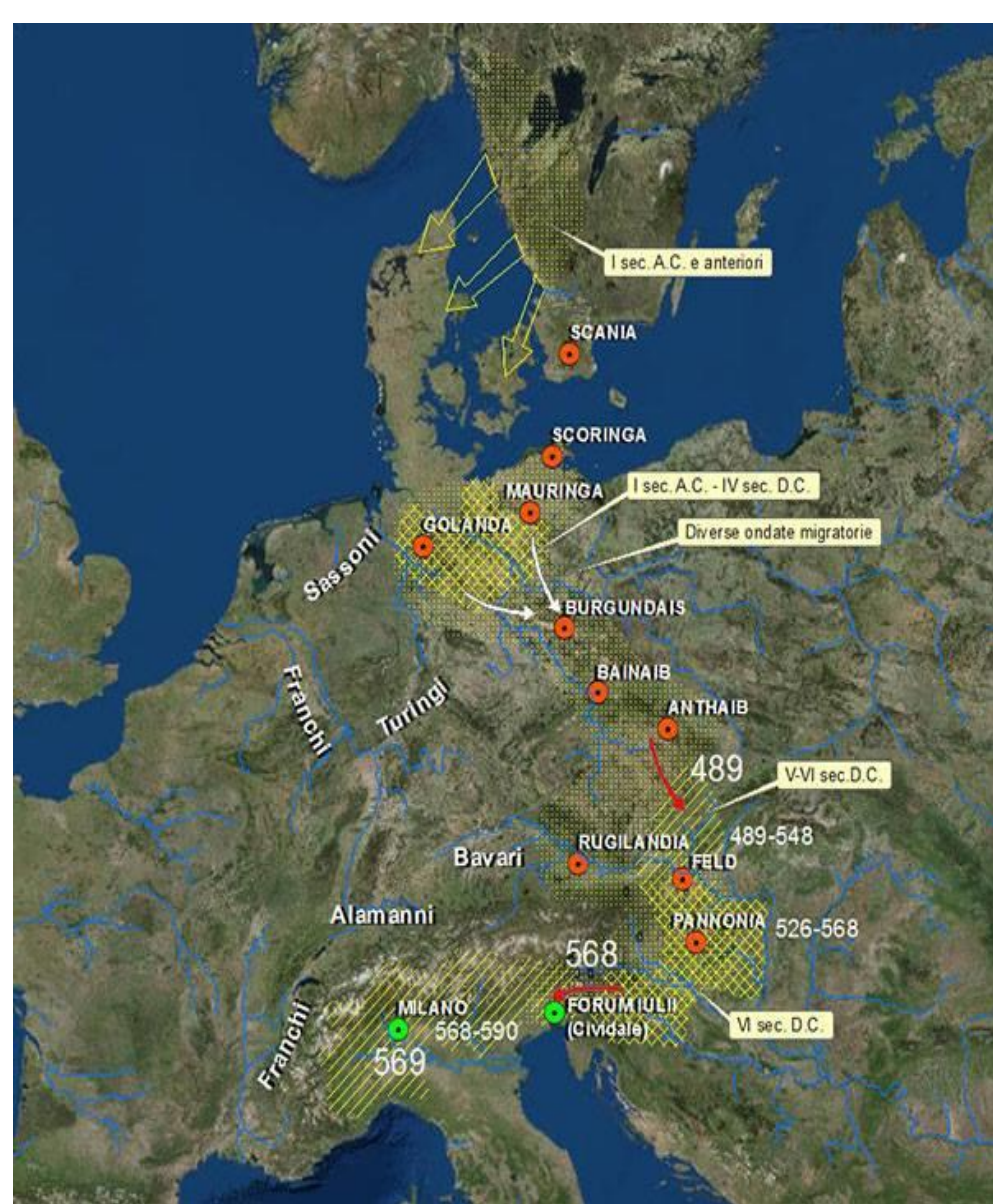 I sec. A.C. e anteriori
SCANIA
SCORINGA
MAURINGA
I sec. A.C. - IV sec. D.C.
GOLANDA
Diverse ondate migratorie
Sassoni
BURGUNDAIS
Franchi
BAINAIB
Turingi
ANTHAIB
489
V-VI sec.D.C.
489-548
RUGILANDIA
Bavari
FELD
Alamanni
PANNONIA
526-568
568
FORUM IULII
(Cividale)
MILANO
568-590
VI sec. D.C.
Franchi
569